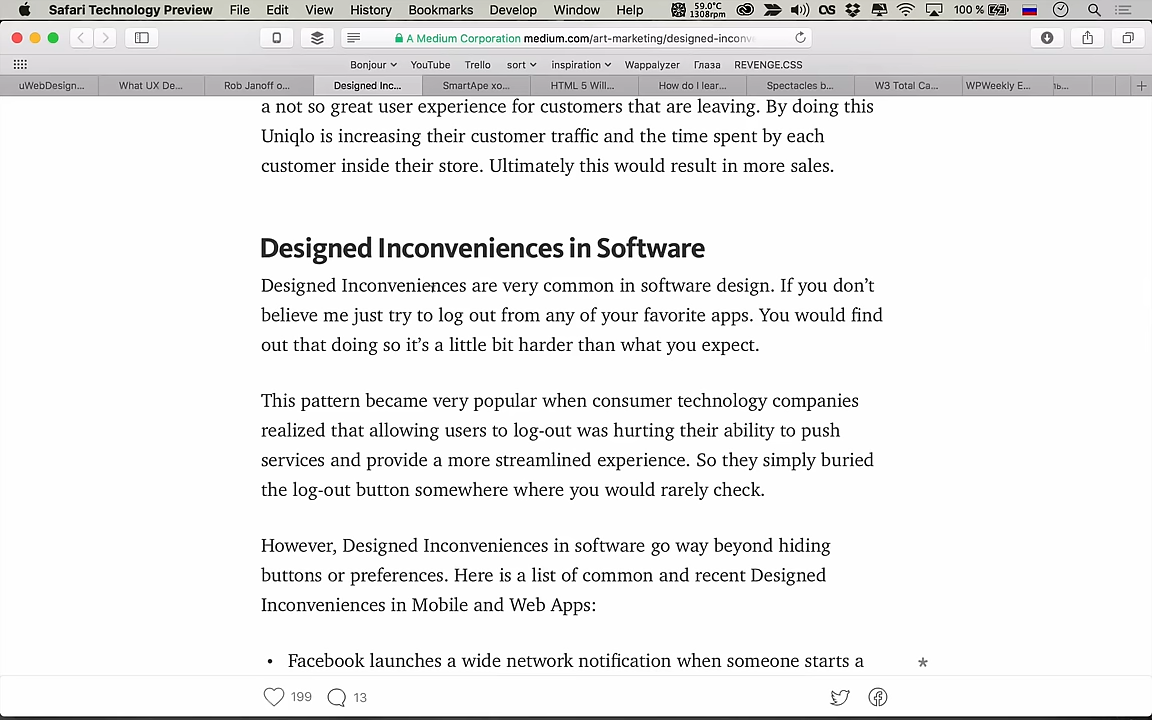 Safari Technology Preview File Edit View History Bookmarks Develop Window Help 59.0°C 1308rpm OS 100 %
A Medium Corporation medium.com/art-marketing/designed-inconv
Bonjour YouTube Trello sort inspiration Wappalyzer Глаза REVENGE.CSS
uWebDesign... What UX De... Rob Janoff o... Designed Inc... SmartApe xo... HTML 5 Will... How do I lear... Spectacles b... W3 Total Ca... WPWeekly E...
a not so great user experience for customers that are leaving. By doing this
Uniqlo is increasing their customer traffic and the time spent by each
customer inside their store. Ultimately this would result in more sales.
Designed Inconveniences in Software
Designed Inconveniences are very common in software design. If you don’t
believe me just try to log out from any of your favorite apps. You would find
out that doing so it’s a little bit harder than what you expect.
This pattern became very popular when consumer technology companies
realized that allowing users to log-out was hurting their ability to push
services and provide a more streamlined experience. So they simply buried
the log-out button somewhere where you would rarely check.
However, Designed Inconveniences in software go way beyond hiding
buttons or preferences. Here is a list of common and recent Designed
Inconveniences in Mobile and Web Apps:
• Facebook launches a wide network notification when someone starts a *
199 13